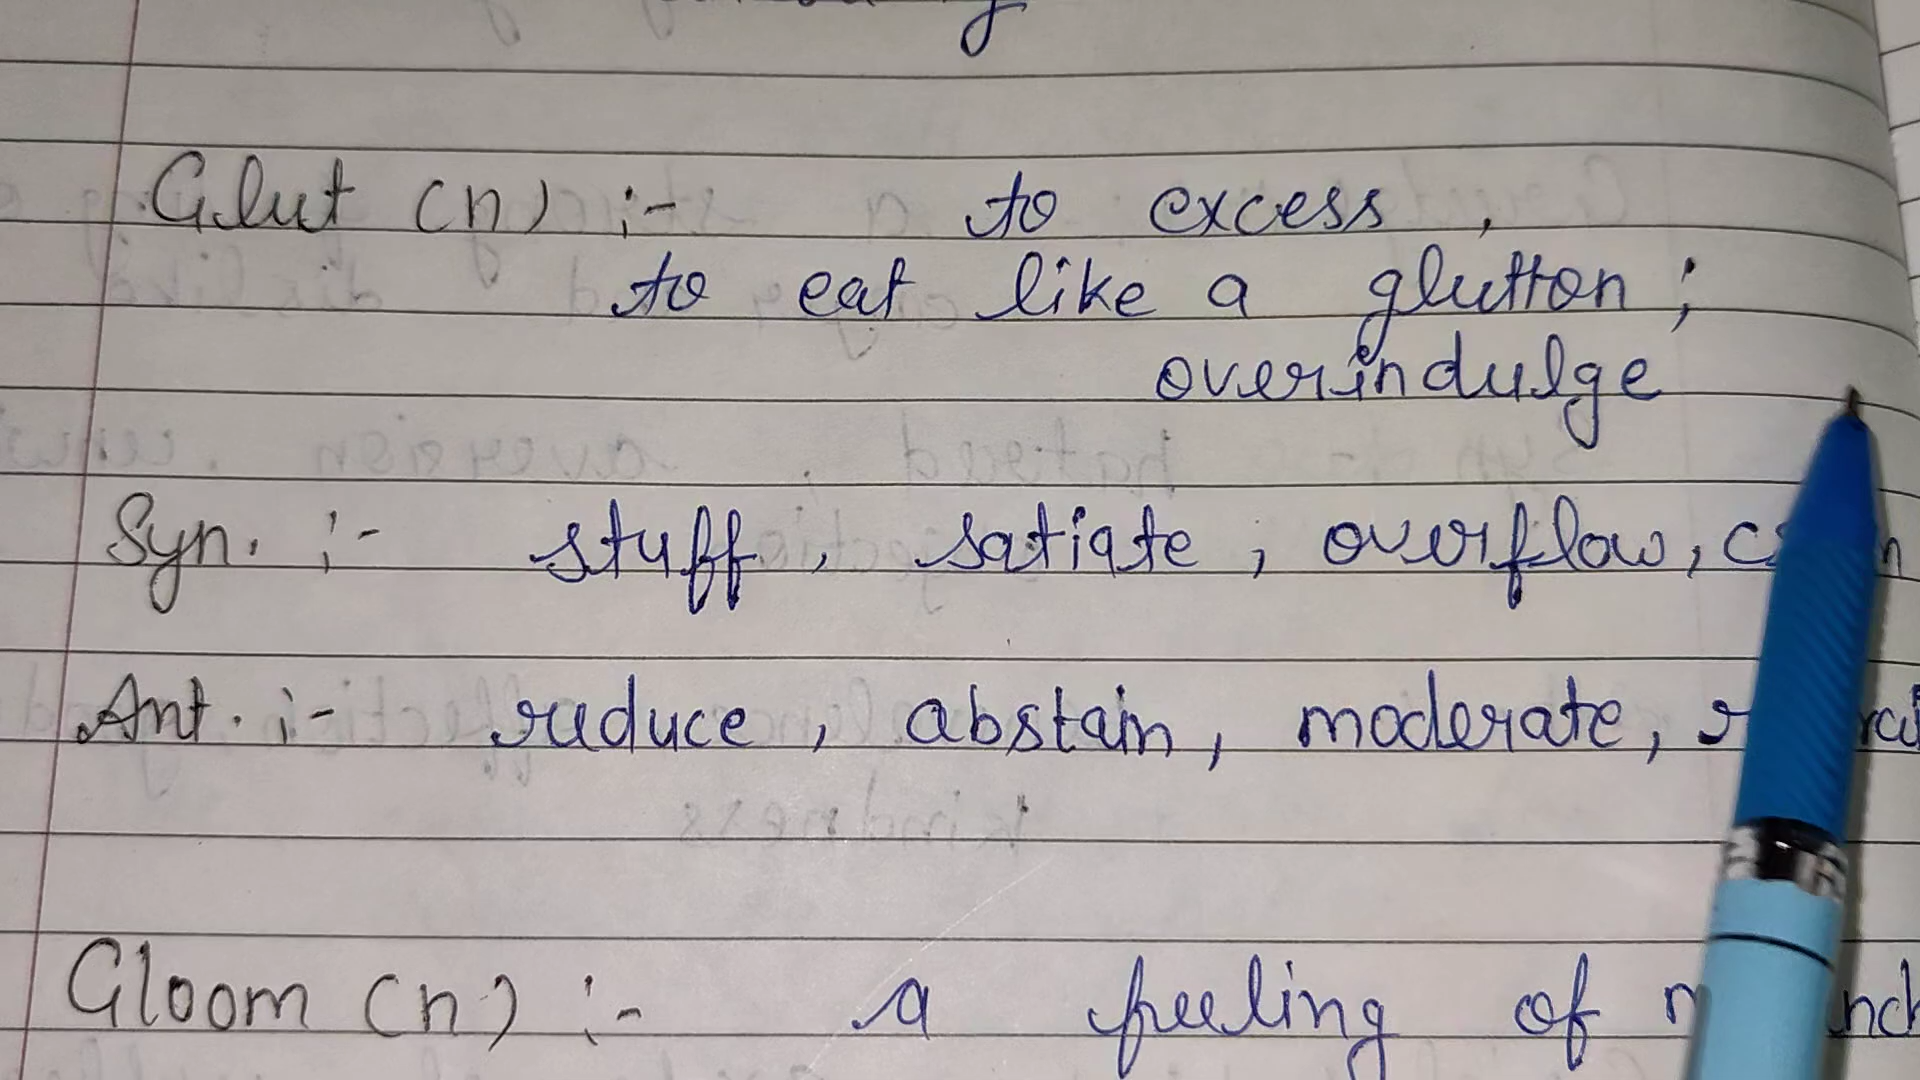 Glut (n) :- to excess,
to eat like a glutton;
overindulge
Syn. :- stuff, satiate, overflow,
Ant. :- reduce, abstain, moderate,
Gloom (n) :- a feeling of